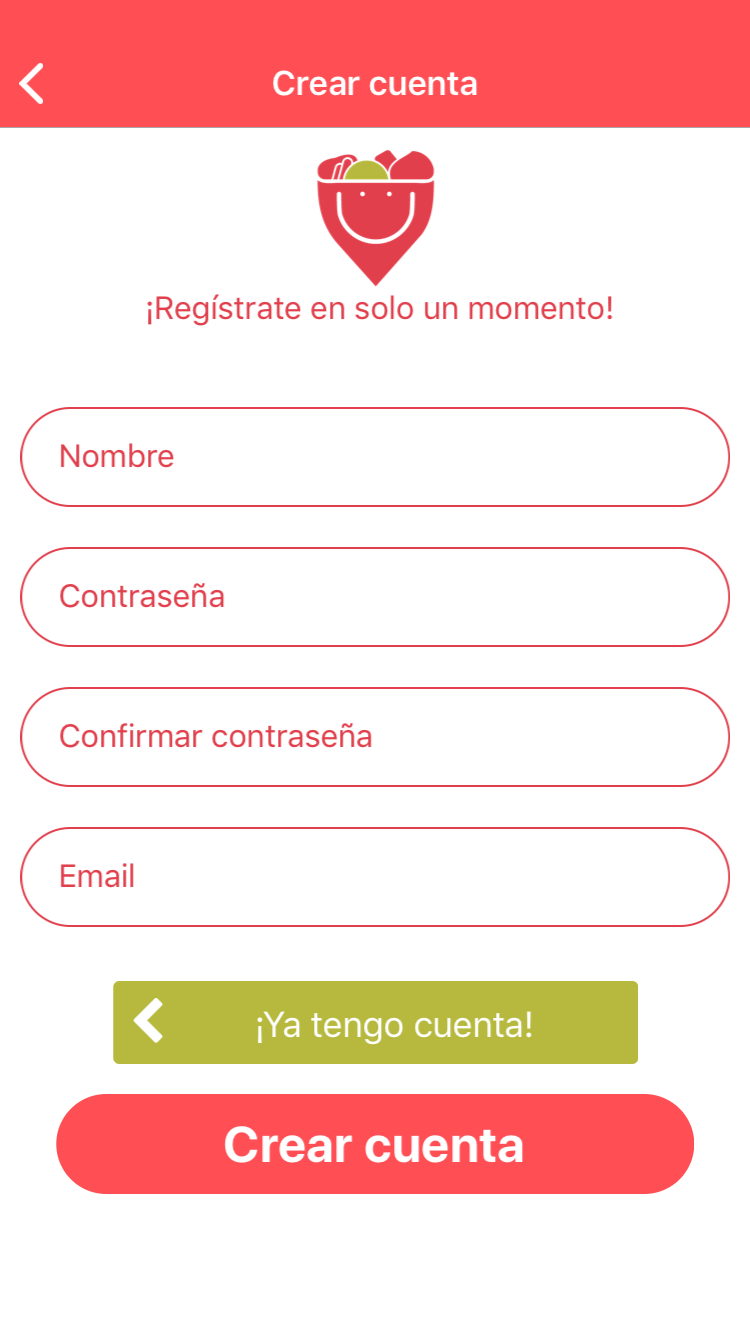 Crear cuenta
¡Regístrate en solo un momento!
Nombre
Contraseña
Confirmar contraseña
Email
¡Ya tengo cuenta!
Crear cuenta